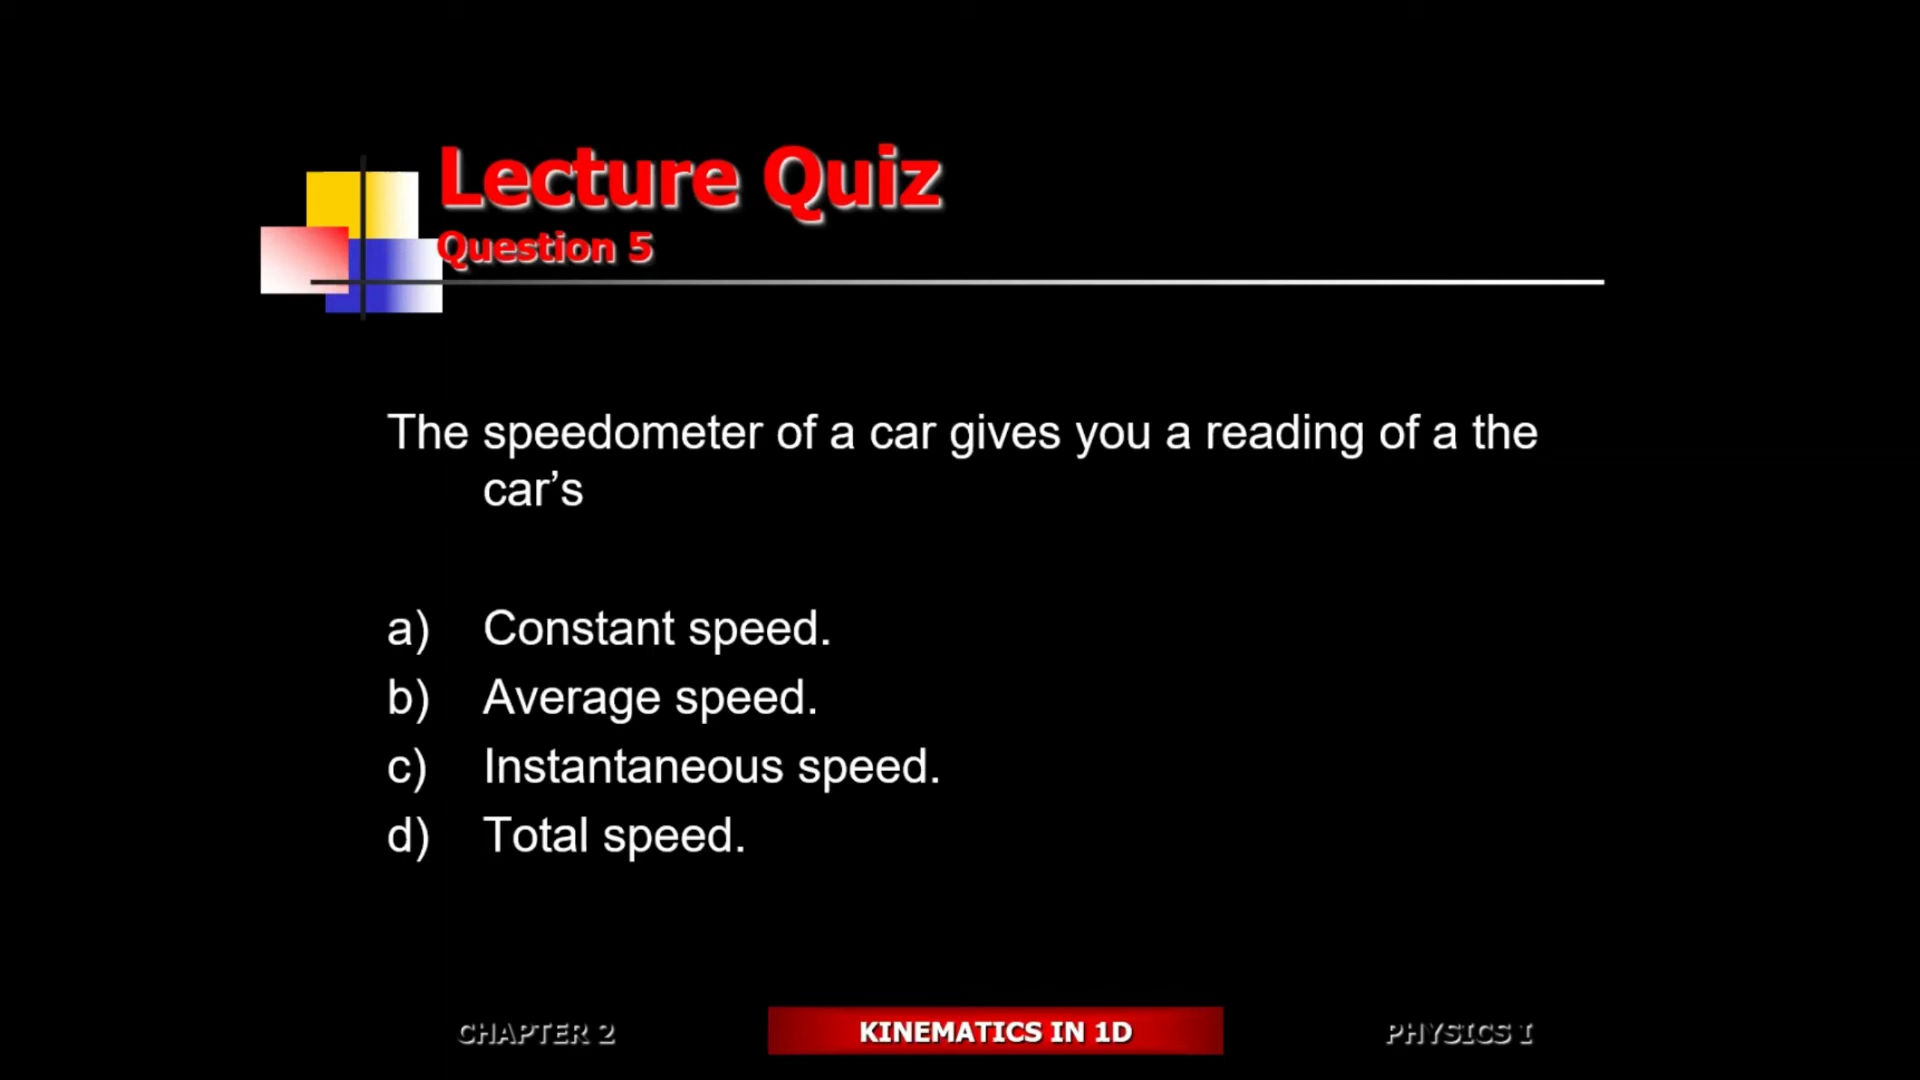 Lecture Quiz
Question 5
The speedometer of a car gives you a reading of a the
car’s
a) Constant speed.
b) Average speed.
c) Instantaneous speed.
d) Total speed.
CHAPTER 2 KINEMATICS IN 1D PHYSICS I